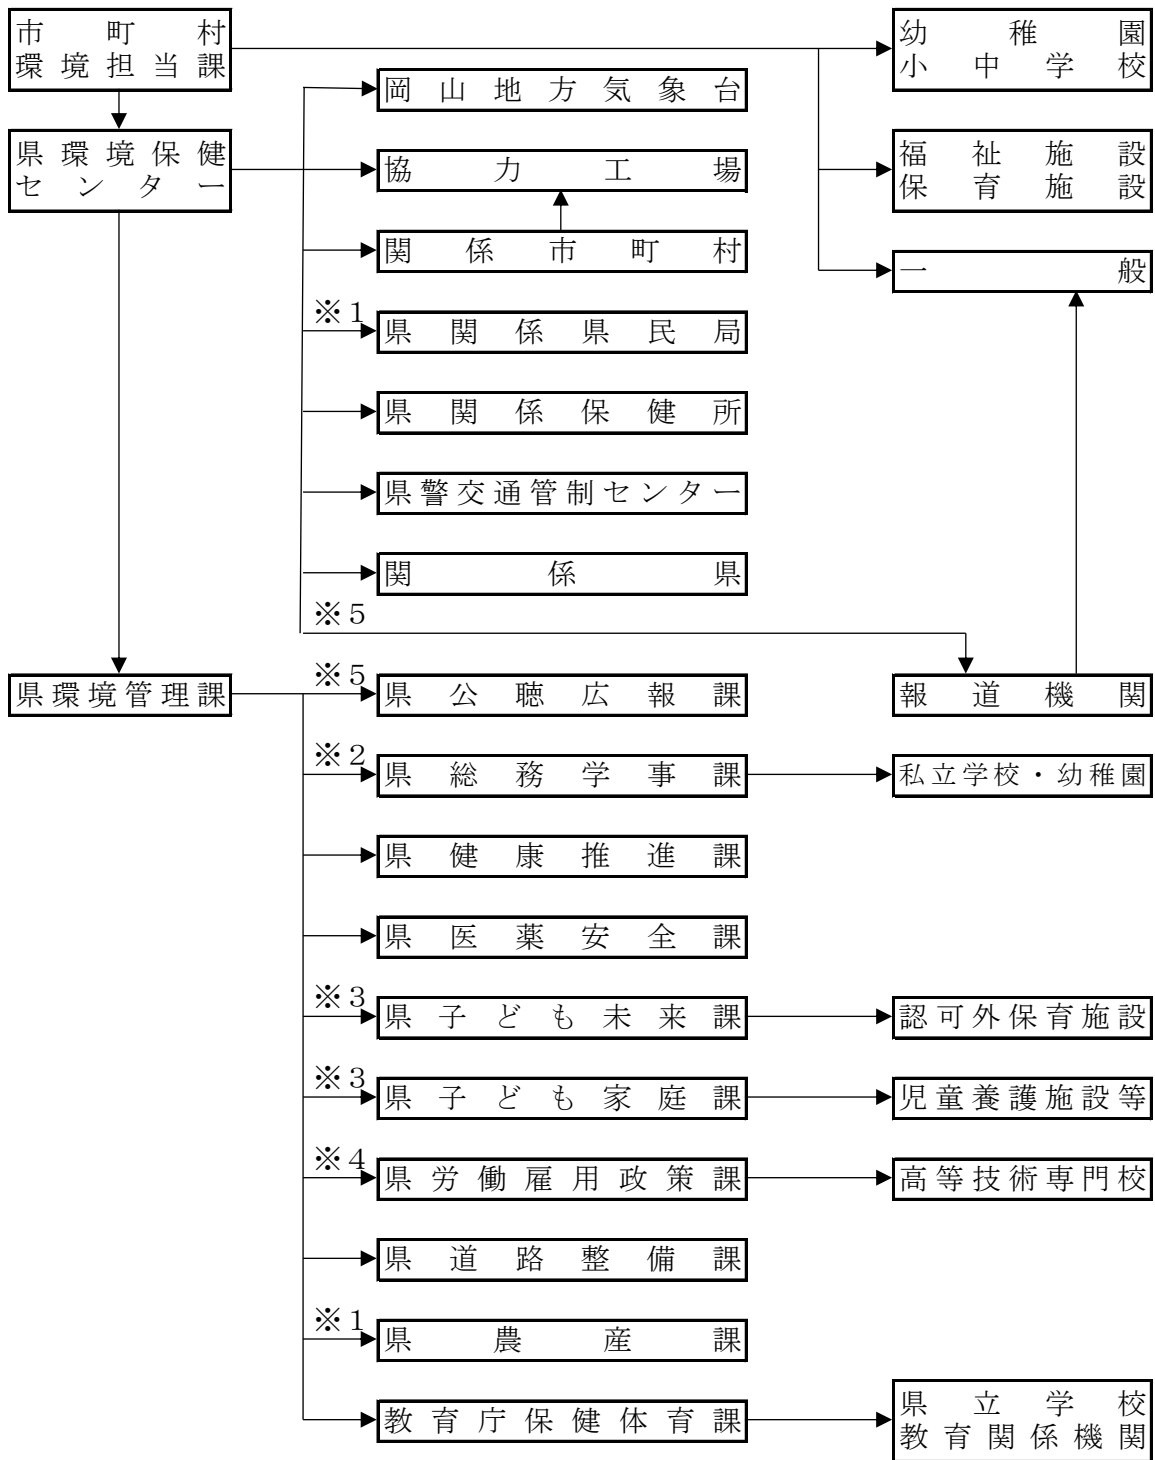 市町村
環境担当課
幼稚園
小中学校
岡山地方気象台
県環境保健
センター
協力工場
福祉施設
保育施設
関係市町村
一般
※1
県関係県民局
県関係保健所
県警交通管制センター
関係県
※5
県環境管理課
※5
県公聴広報課
報道機関
※2
県総務学事課
私立学校・幼稚園
県健康推進課
県医薬安全課
※3
県子ども未来課
認可外保育施設
※3
県子ども家庭課
児童養護施設等
※4
県労働雇用政策課
高等技術専門校
県道路整備課
※1
県農産課
教育庁保健体育課
県立学校
教育関係機関